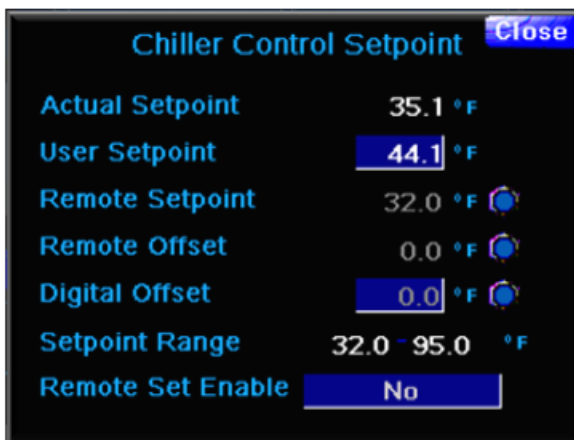 Close
Chiller Control Setpoint
Actual Setpoint 35.1 °F
User Setpoint 44.1 °F
Remote Setpoint 32.0 °F
Remote Offset 0.0 °F
Digital Offset 0.0 °F
Setpoint Range 32.0 - 95.0 °F
Remote Set Enable No